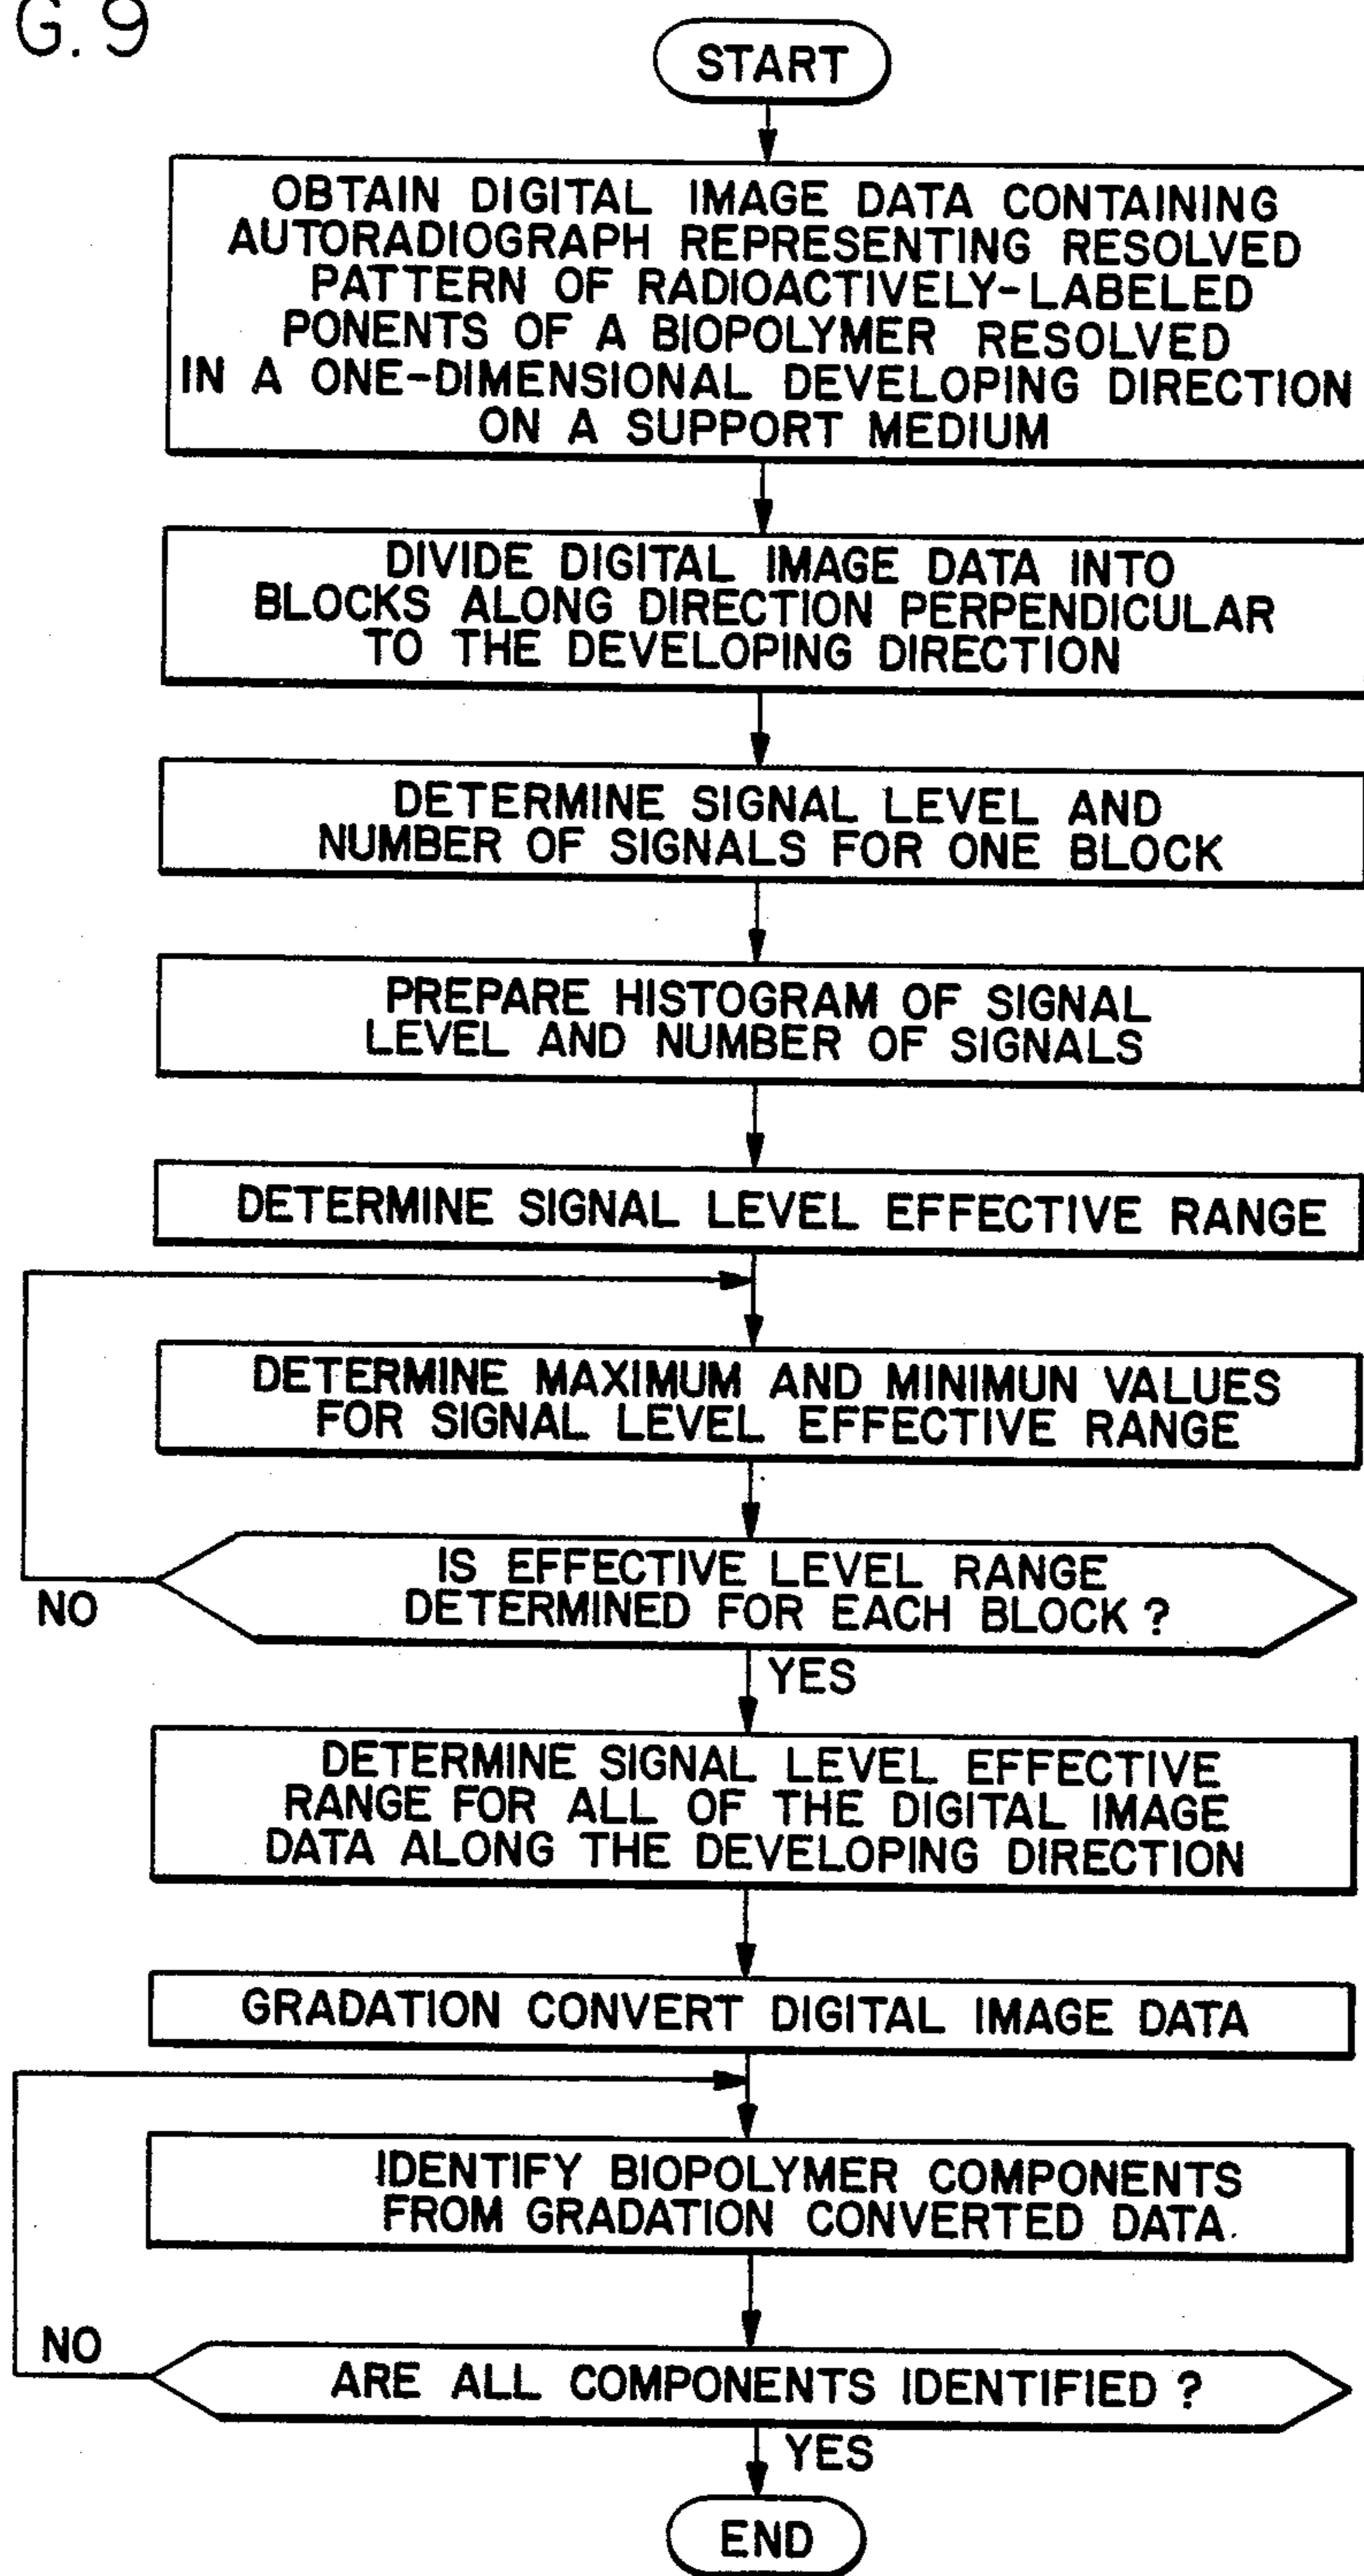 G. 9
START
OBTAIN DIGITAL IMAGE DATA CONTAINING
AUTORADIOGRAPH REPRESENTING RESOLVED
PATTERN OF RADIOACTIVELY-LABELED
PONENTS OF A BIOPOLYMER RESOLVED
IN A ONE-DIMENSIONAL DEVELOPING DIRECTION
ON A SUPPORT MEDIUM
DIVIDE DIGITAL IMAGE DATA INTO
BLOCKS ALONG DIRECTION PERPENDICULAR
TO THE DEVELOPING DIRECTION
DETERMINE SIGNAL LEVEL AND
NUMBER OF SIGNALS FOR ONE BLOCK
PREPARE HISTOGRAM OF SIGNAL
LEVEL AND NUMBER OF SIGNALS
DETERMINE SIGNAL LEVEL EFFECTIVE RANGE
DETERMINE MAXIMUM AND MINIMUN VALUES
FOR SIGNAL LEVEL EFFECTIVE RANGE
IS EFFECTIVE LEVEL RANGE
DETERMINED FOR EACH BLOCK ?
NO
YES
DETERMINE SIGNAL LEVEL EFFECTIVE
RANGE FOR ALL OF THE DIGITAL IMAGE
DATA ALONG THE DEVELOPING DIRECTION
GRADATION CONVERT DIGITAL IMAGE DATA
IDENTIFY BIOPOLYMER COMPONENTS
FROM GRADATION CONVERTED DATA.
NO
ARE ALL COMPONENTS IDENTIFIED ?
YES
END